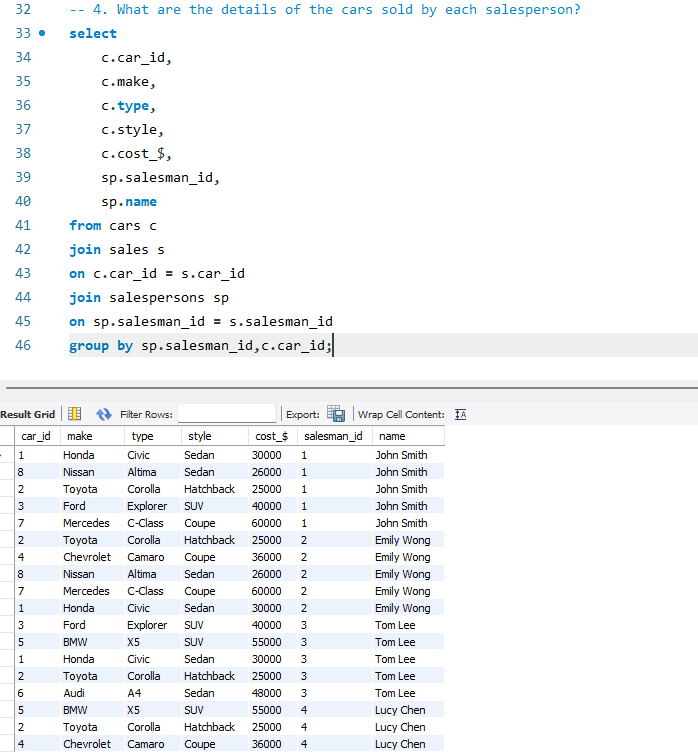 32 -- 4. What are the details of the cars sold by each salesperson?
33 select
34 c.car_id,
35 c.make,
36 c.type,
37 c.style,
38 c.cost_$,
39 sp.salesman_id,
40 sp.name
41 from cars c
42 join sales s
43 on c.car_id = s.car_id
44 join salespersons sp
45 on sp.salesman_id = s.salesman_id
46 group by sp.salesman_id,c.car_id;
Result Grid Filter Rows: Export: Wrap Cell Content: IA
car_id make type style cost_$ salesman_id name
1 Honda Civic Sedan 30000 1 John Smith
8 Nissan Altima Sedan 26000 1 John Smith
2 Toyota Corolla Hatchback 25000 1 John Smith
3 Ford Explorer SUV 40000 1 John Smith
7 Mercedes C-Class Coupe 60000 1 John Smith
2 Toyota Corolla Hatchback 25000 2 Emily Wong
4 Chevrolet Camaro Coupe 36000 2 Emily Wong
8 Nissan Altima Sedan 26000 2 Emily Wong
7 Mercedes C-Class Coupe 60000 2 Emily Wong
1 Honda Civic Sedan 30000 2 Emily Wong
3 Ford Explorer SUV 40000 3 Tom Lee
5 BMW X5 SUV 55000 3 Tom Lee
1 Honda Civic Sedan 30000 3 Tom Lee
2 Toyota Corolla Hatchback 25000 3 Tom Lee
6 Audi A4 Sedan 48000 3 Tom Lee
5 BMW X5 SUV 55000 4 Lucy Chen
2 Toyota Corolla Hatchback 25000 4 Lucy Chen
4 Chevrolet Camaro Coupe 36000 4 Lucy Chen